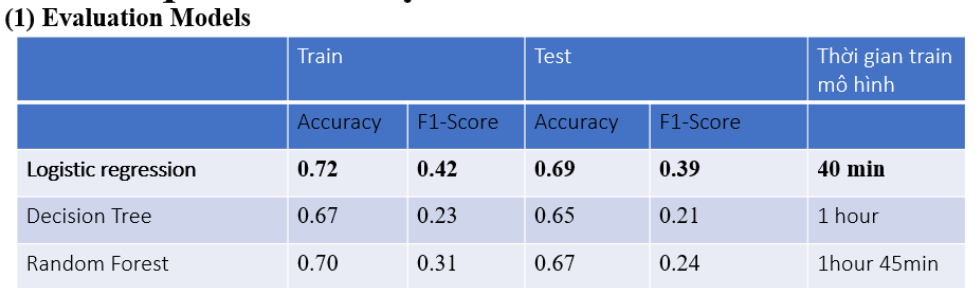 (1) Evaluation Models
Train Test Thời gian train
mô hình
Accuracy F1-Score Accuracy F1-Score
Logistic regression 0.72 0.42 0.69 0.39 40 min
Decision Tree 0.67 0.23 0.65 0.21 1 hour
Random Forest 0.70 0.31 0.67 0.24 1hour 45min